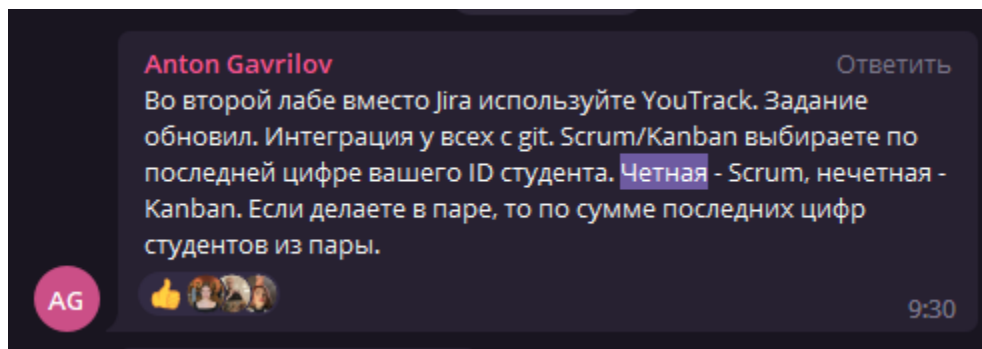 Anton Gavrilov
Ответить
Во второй лабе вместо Jira используйте YouTrack. Задание
обновил. Интеграция у всех с git. Scrum/Kanban выбираете по
последней цифре вашего ID студента. Четная - Scrum, нечетная -
Kanban. Если делаете в паре, то по сумме последних цифр
студентов из пары.
AG
9:30